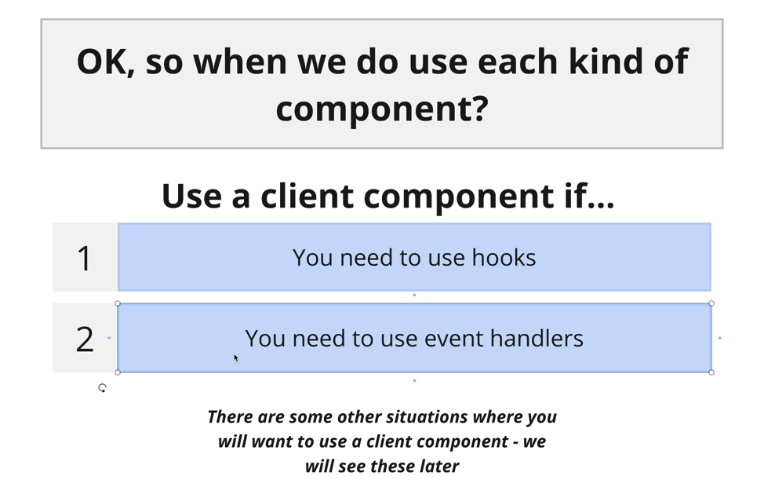 OK, so when we do use each kind of
component?
Use a client component if...
1
You need to use hooks
2
You need to use event handlers
There are some other situations where you
will want to use a client component - we
will see these later